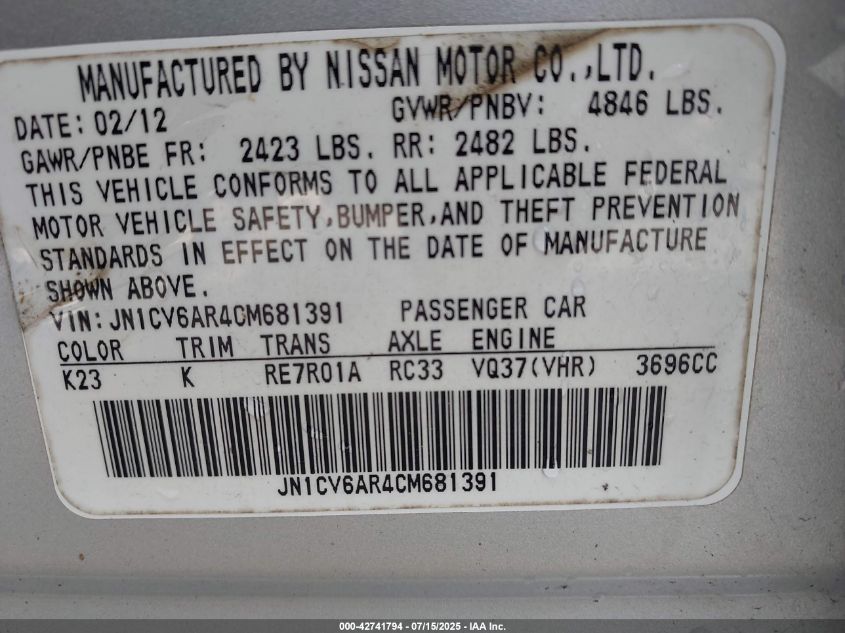 MANUFACTURED BY NISSAN MOTOR CO.,LTD.
DATE: 02/12 GVWR/PNBV: 4846 LBS.
GAWR/PNBE FR: 2423 LBS. RR: 2482 LBS.
THIS VEHICLE CONFORMS TO ALL APPLICABLE FEDERAL
MOTOR VEHICLE SAFETY,BUMPER,AND THEFT PREVENTION
STANDARDS IN EFFECT ON THE DATE OF MANUFACTURE
SHOWN ABOVE.
VIN: JN1CV6AR4CM681391 PASSENGER CAR
COLOR TRIM TRANS AXLE ENGINE
K23 K RE7R01A RC33 VQ37(VHR) 3696CC
JN1CV6AR4CM681391
000-42741794 - 07/15/2025 - IAA Inc.